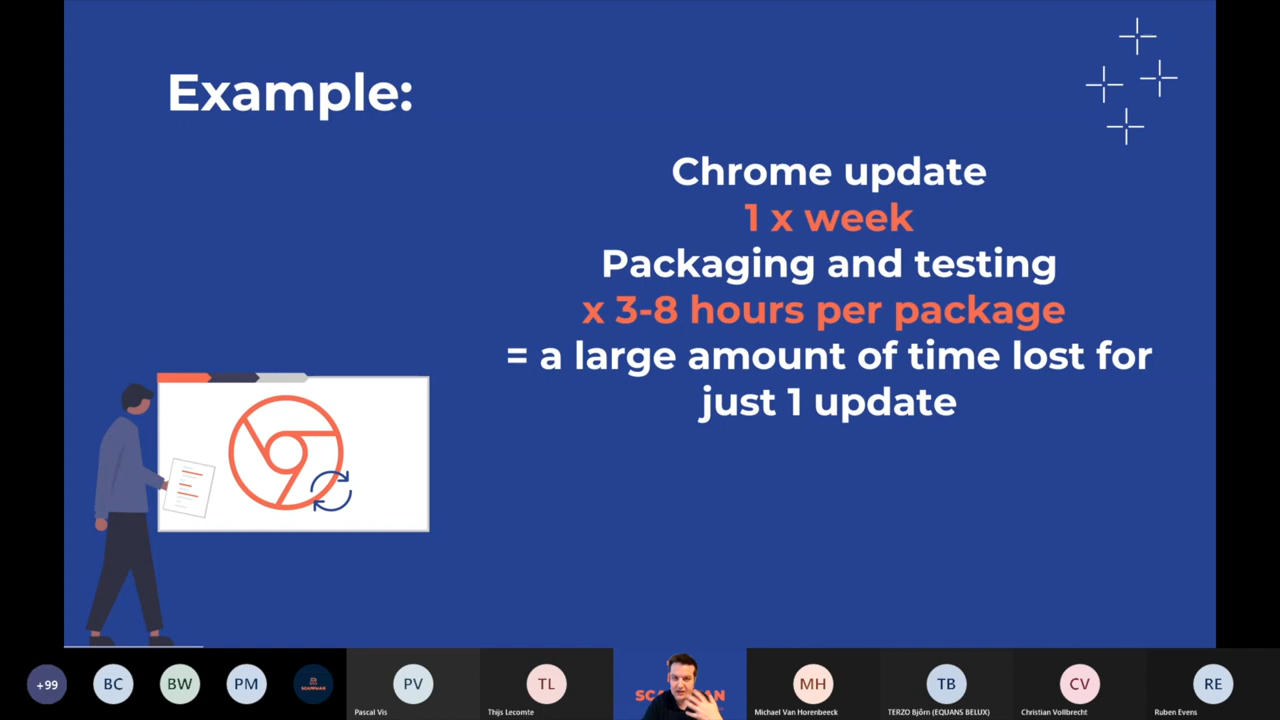 Example:
Chrome update
1 x week
Packaging and testing
x 3-8 hours per package
= a large amount of time lost for
just 1 update
+99
BC
BW
PM
PV
TL
MH
TB
CV
RE
Pascal Vis
Thijs Lecomte
Michael Van Horenbeeck
TERZO Björn (EQUANS BELUX)
Christian Vollbrecht
Ruben Evens